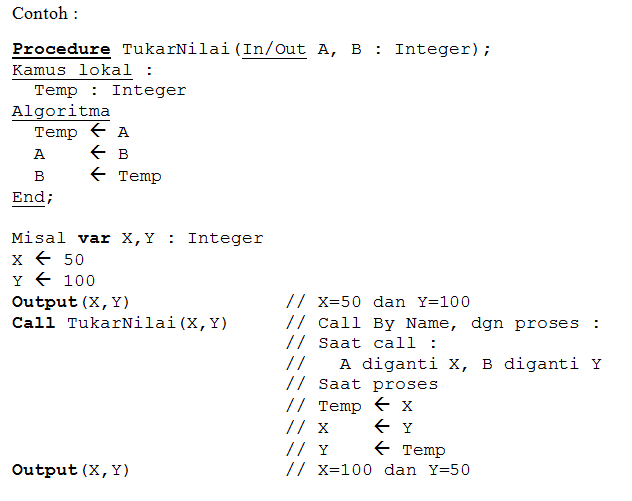 Contoh :
Procedure TukarNilai(In/Out A, B : Integer);
Kamus lokal :
Temp : Integer
Algoritma
Temp ← A
A ← B
B ← Temp
End;
Misal var X,Y : Integer
X ← 50
Y ← 100
Output(X,Y) // X=50 dan Y=100
Call TukarNilai(X,Y) // Call By Name, dgn proses :
// Saat call :
// A diganti X, B diganti Y
// Saat proses
// Temp ← X
// X ← Y
// Y ← Temp
Output(X,Y) // X=100 dan Y=50